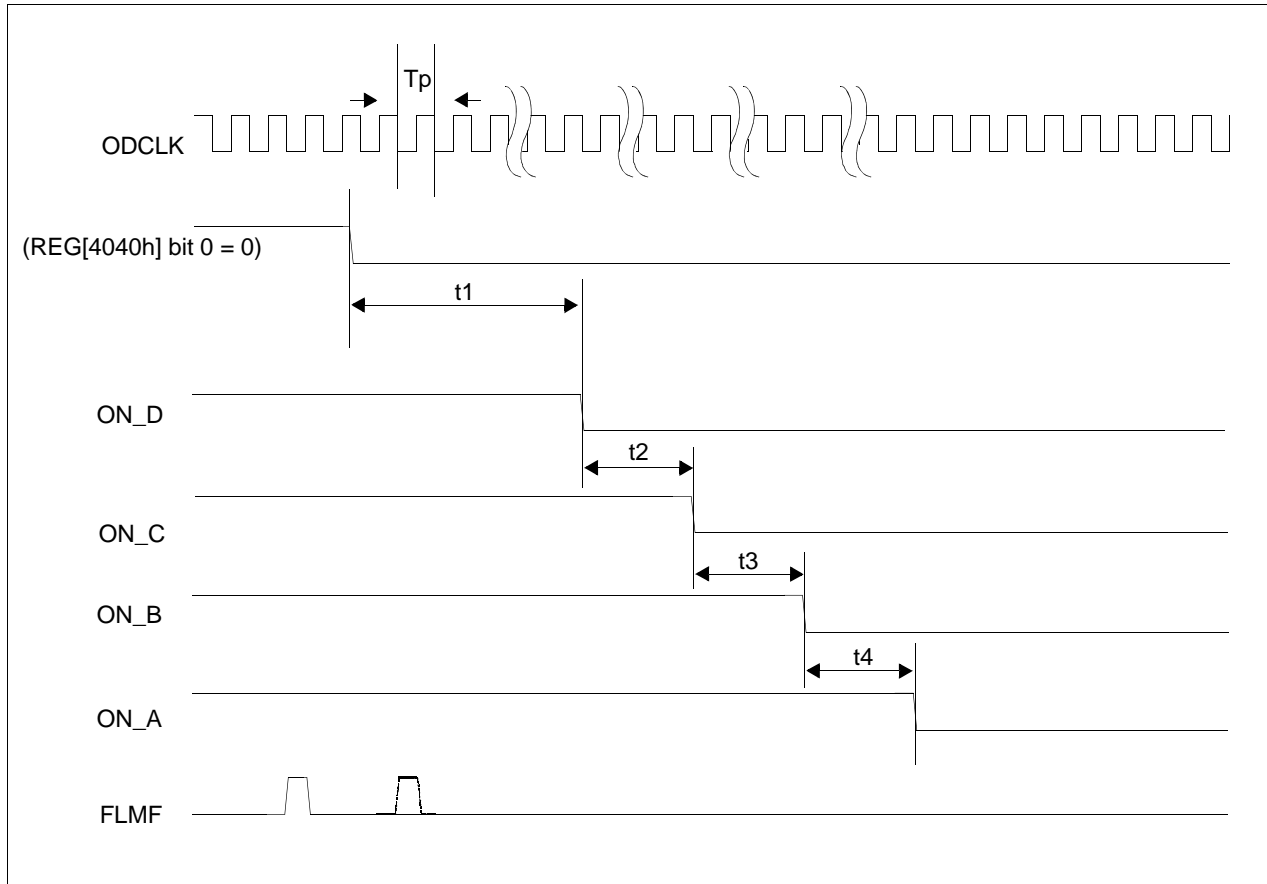 Tp
ODCLK
(REG[4040h] bit 0 = 0)
t1
ON_D
t2
ON_C
t3
ON_B
t4
ON_A
FLMF